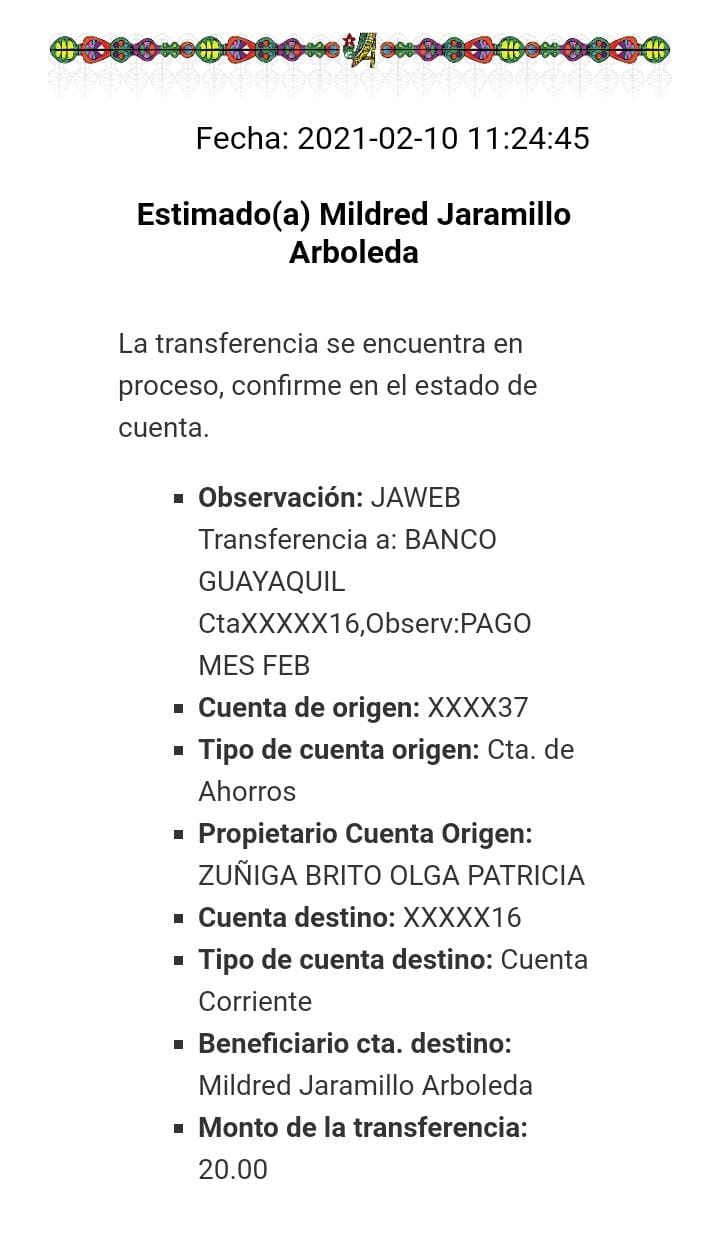 Fecha: 2021-02-10 11:24:45
Estimado(a) Mildred Jaramillo
Arboleda
La transferencia se encuentra en
proceso, confirme en el estado de
cuenta.
Observación: JAWEB
Transferencia a: BANCO
GUAYAQUIL
CtaXXXXX16,Observ:PAGO
MES FEB
Cuenta de origen: XXXX37
Tipo de cuenta origen: Cta. de
Ahorros
Propietario Cuenta Origen:
ZUÑIGA BRITO OLGA PATRICIA
Cuenta destino: XXXXX16
Tipo de cuenta destino: Cuenta
Corriente
Beneficiario cta. destino:
Mildred Jaramillo Arboleda
Monto de la transferencia:
20.00